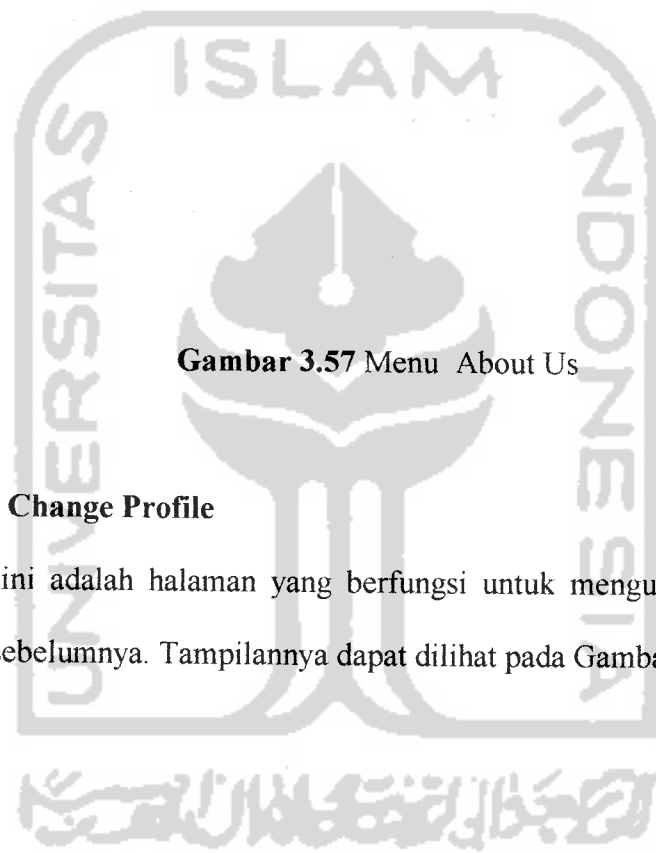 ISLAM
UNIVERSITAS
INDONESIA
Gambar 3.57 Menu About Us
Change Profile
ini adalah halaman yang berfungsi untuk mengu
sebelumnya. Tampilannya dapat dilihat pada Gamba